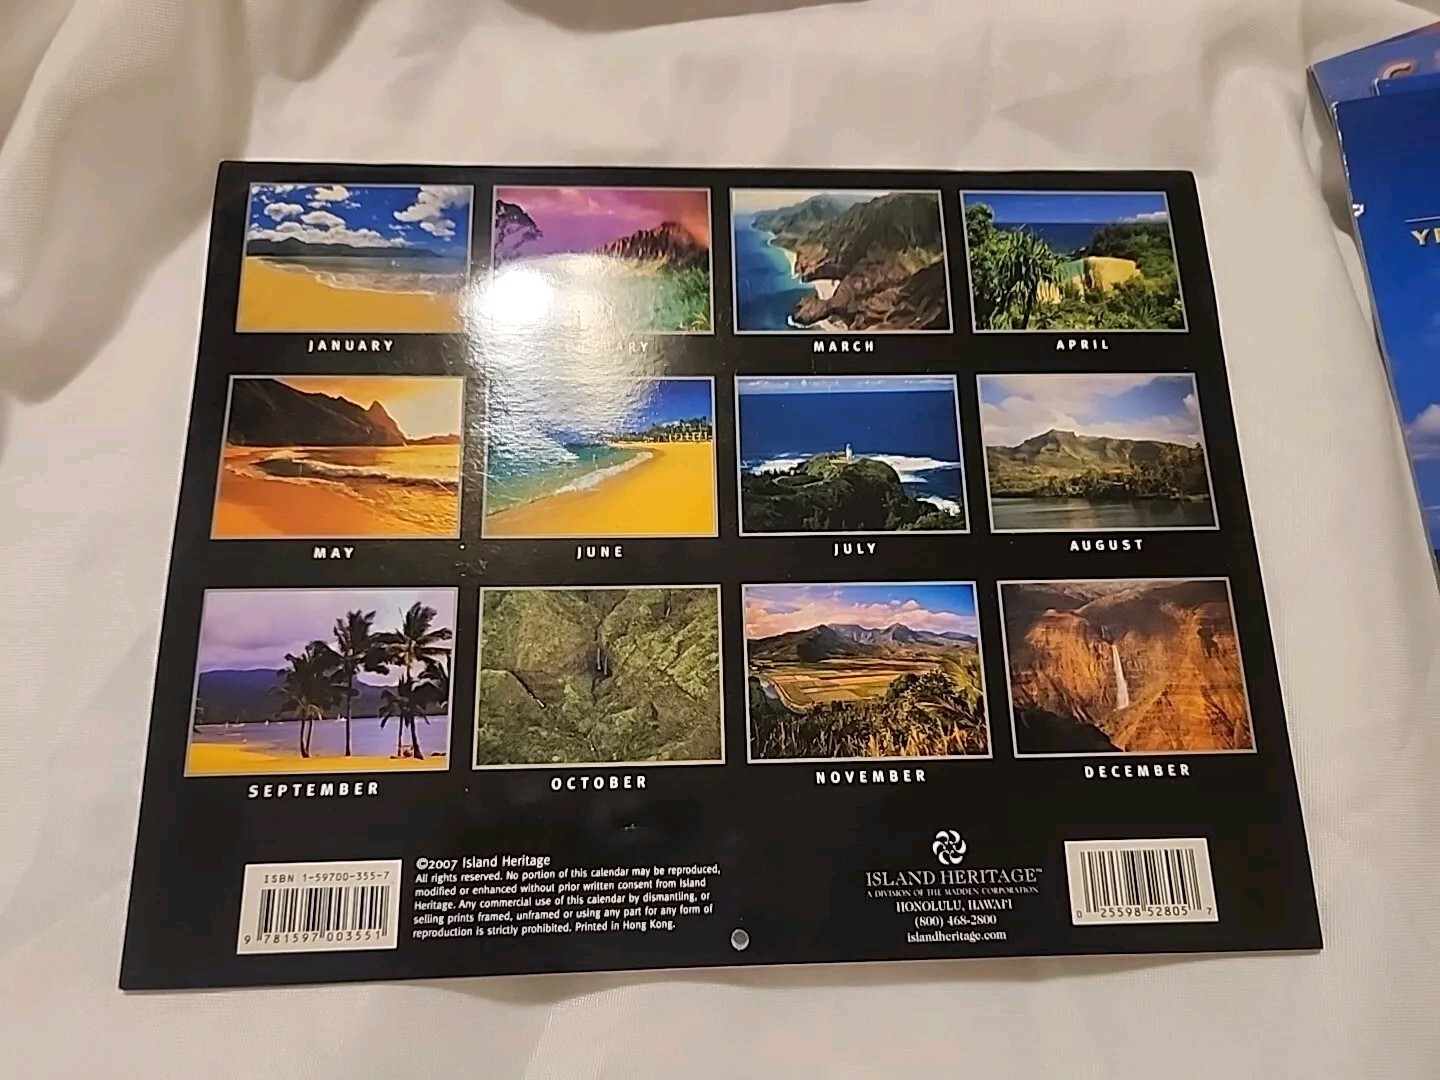 JANUARY
MARCH
APRIL
MAY
JUNE
JULY
AUGUST
SEPTEMBER
OCTOBER
NOVEMBER
DECEMBER
ISBN 1-59700-355-7
9 781597 003551
©2007 Island Heritage
All rights reserved. No portion of this calendar may be reproduced,
modified or enhanced without prior written consent from Island
Heritage. Any commercial use of this calendar by dismantling, or
selling prints framed, unframed or using any part for any form of
reproduction is strictly prohibited. Printed in Hong Kong.
ISLAND HERITAGE™
A DIVISION OF THE MADDEN CORPORATION
HONOLULU, HAWAI'I
(800) 468-2800
islandheritage.com
0 25598 52805 7